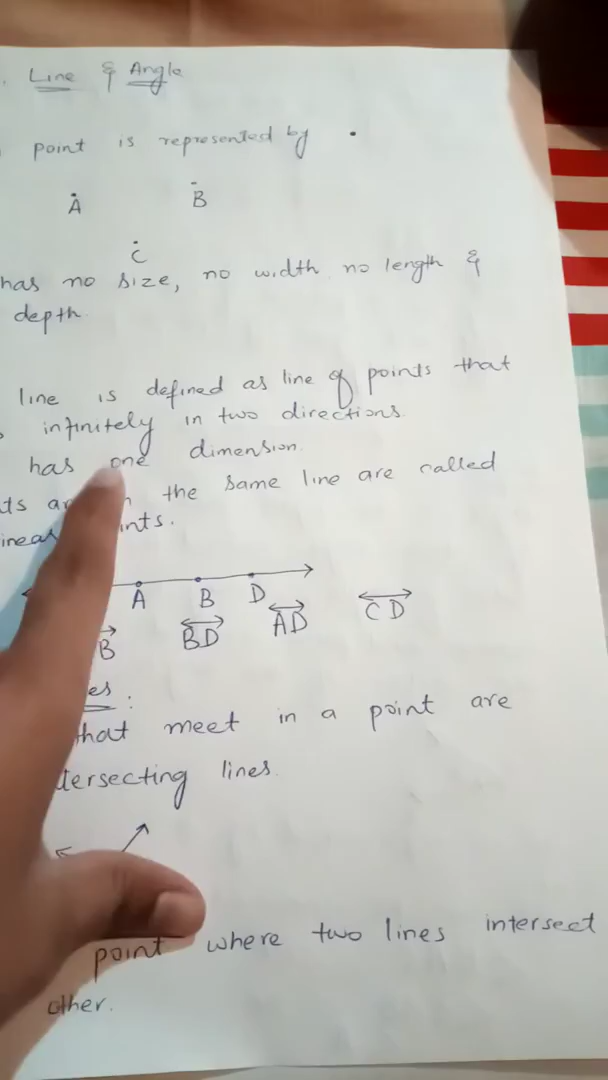 Line & Angle
point is represented by .
A B
C
has no size, no width no length &
depth.
line is defined as line of points that
infinitely in two directions.
has one dimension.
the same line are called
A B D
B BD AD CD
that meet in a point are
lines.
point where two lines intersect
other.